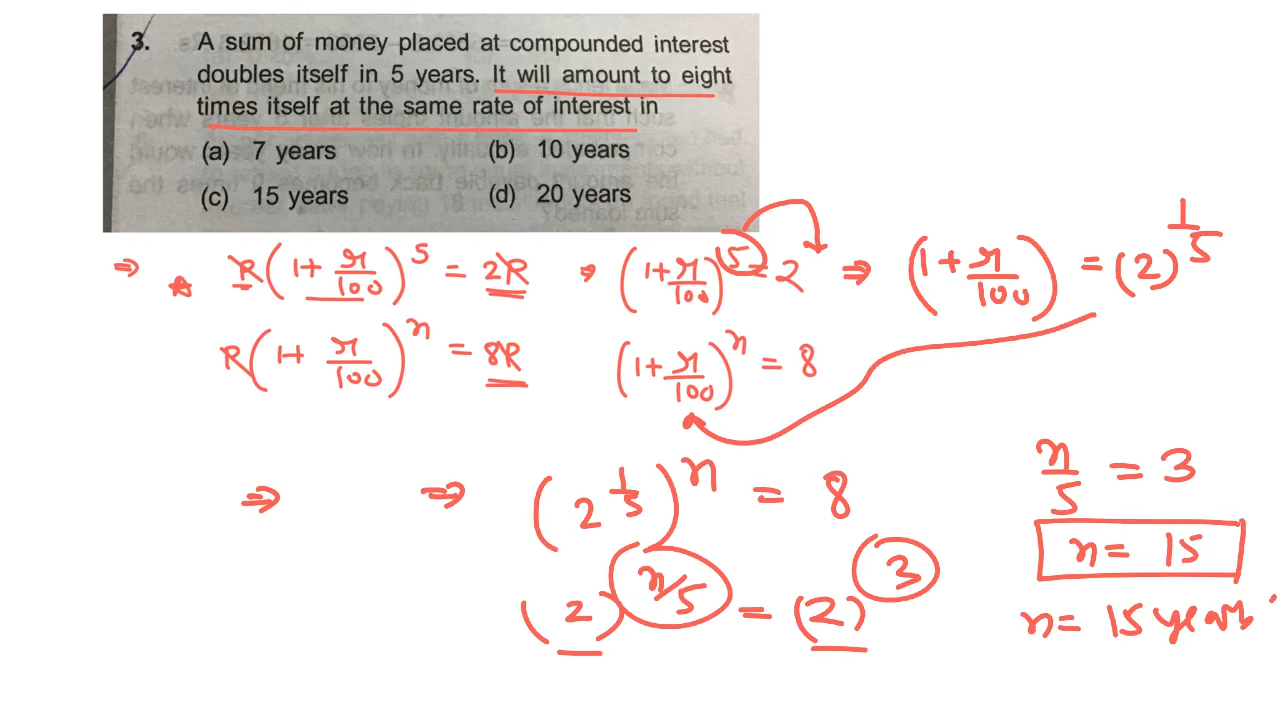 3. A sum of money placed at compounded interest
doubles itself in 5 years. It will amount to eight
times itself at the same rate of interest in
(a) 7 years (b) 10 years
(c) 15 years (d) 20 years
⇒ R(1+r/100)^5 = 2R ⇒ (1+r/100)^5 = 2 ⇒ (1+r/100) = (2)^1/5
R(1+r/100)^n = 8R (1+r/100)^n = 8
⇒ ⇒ (2^1/5)^n = 8
n/5 = 3
n = 15
(2)^n/5 = (2)^3
n = 15 years